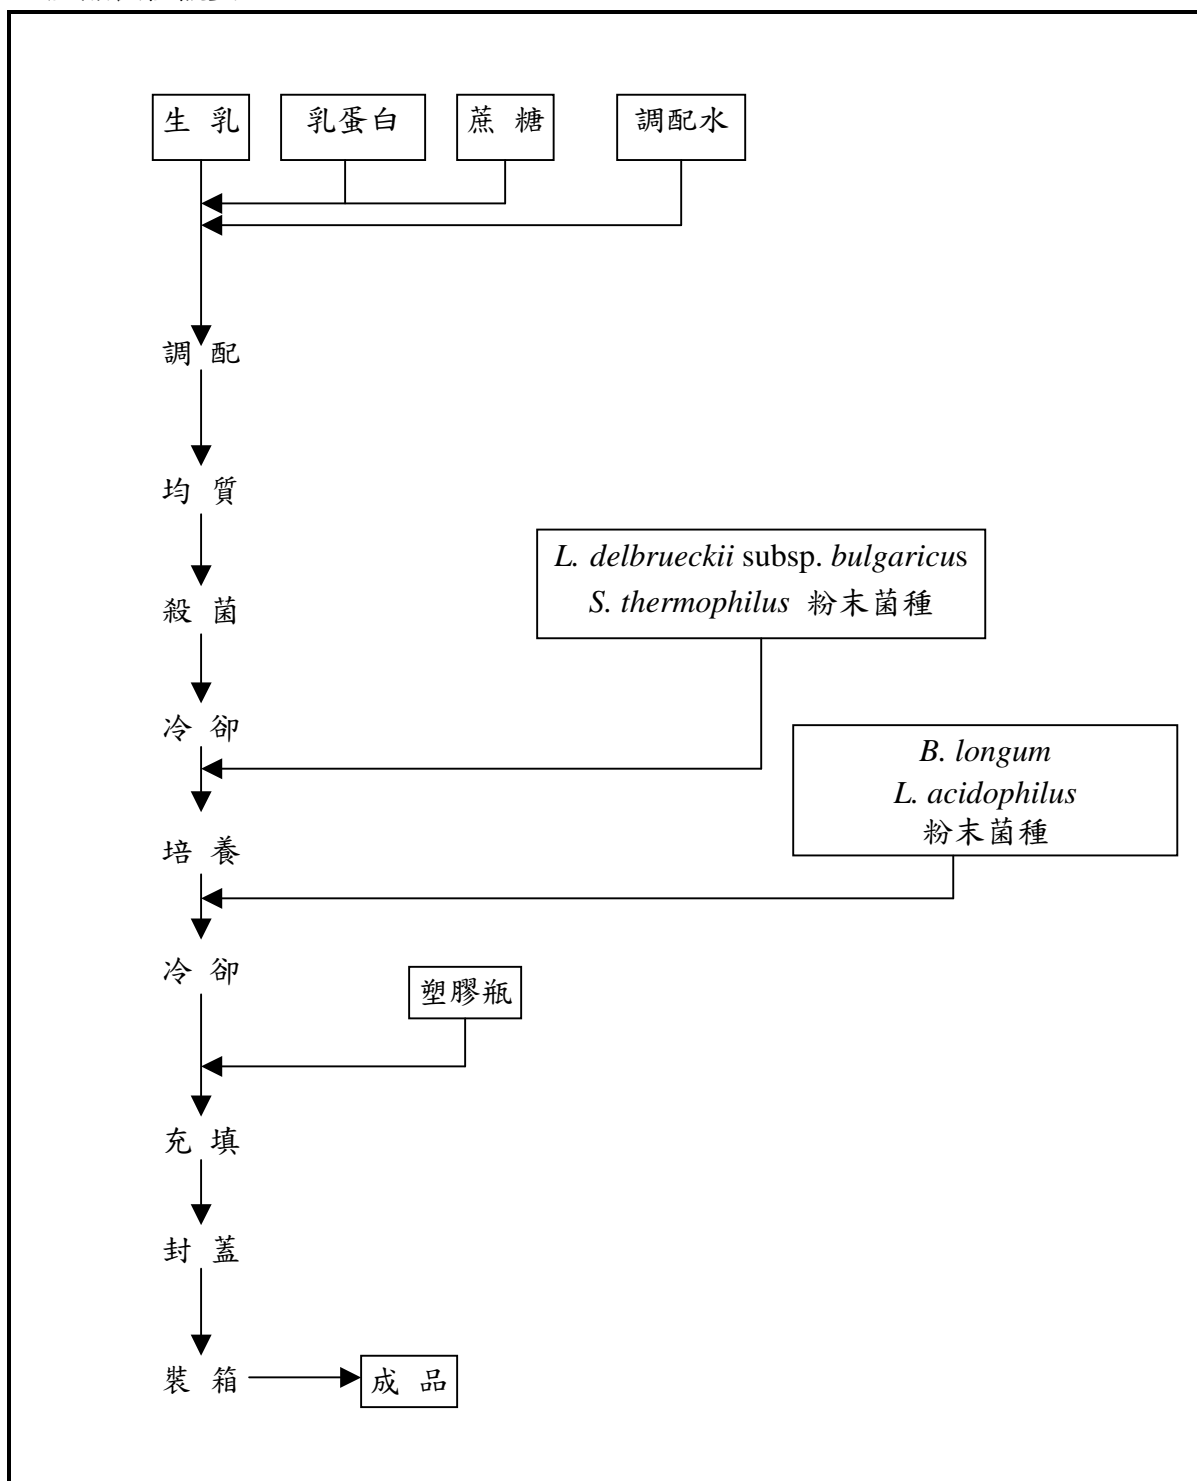 生 乳
乳蛋白
蔗 糖
調配水
調 配
均 質
L. delbrueckii subsp. bulgaricus
S. thermophilus 粉末菌種
殺 菌
冷 卻
B. longum
L. acidophilus
粉末菌種
培 養
冷 卻
塑膠瓶
充 填
封 蓋
裝 箱
成 品